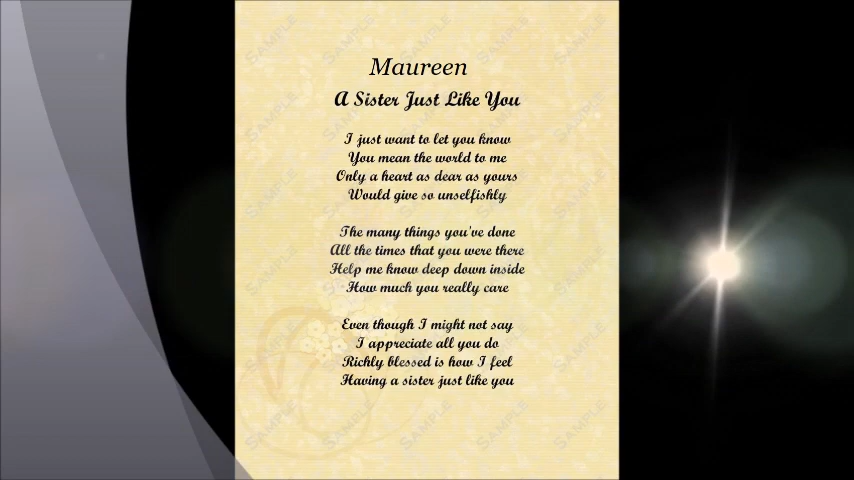 Maureen
A Sister Just Like You
I just want to let you know
You mean the world to me
Only a heart as dear as yours
Would give so unselfishly
The many things you've done
All the times that you were there
Help me know deep down inside
How much you really care
Even though I might not say
I appreciate all you do
Richly blessed is how I feel
Having a sister just like you
SAMPLE